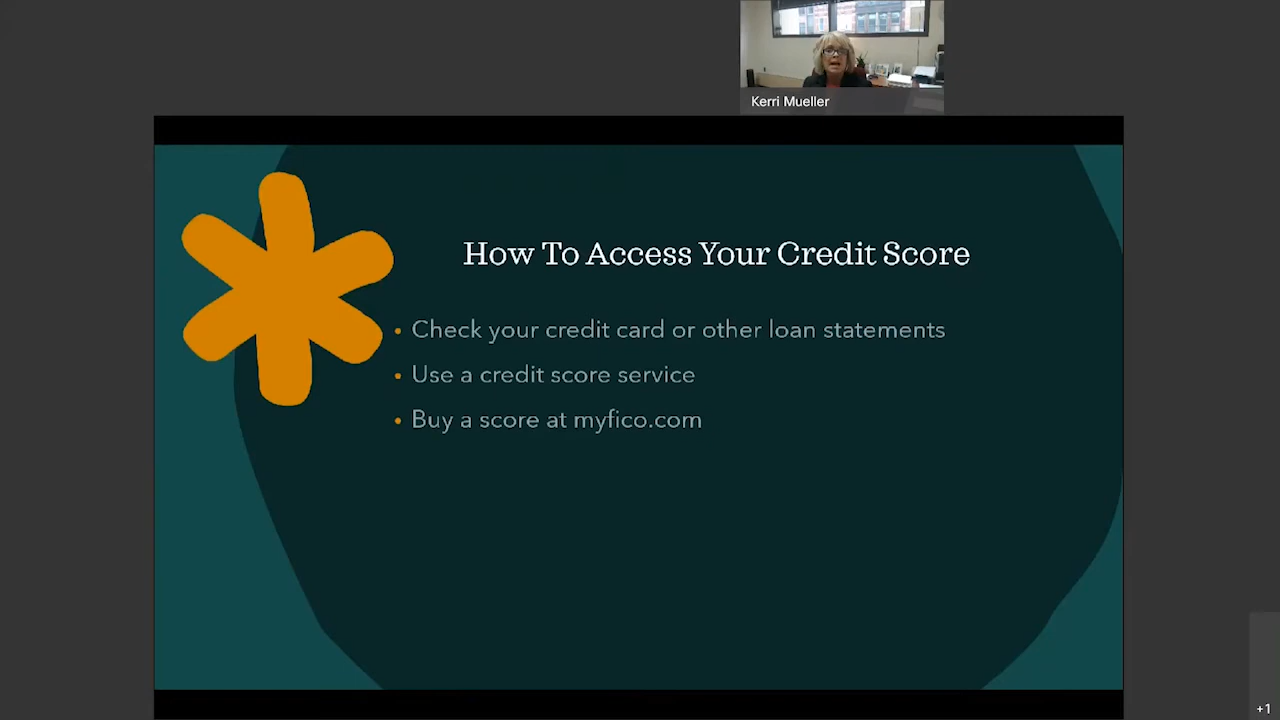 Kerri Mueller
How To Access Your Credit Score
• Check your credit card or other loan statements
• Use a credit score service
• Buy a score at myfico.com
+1